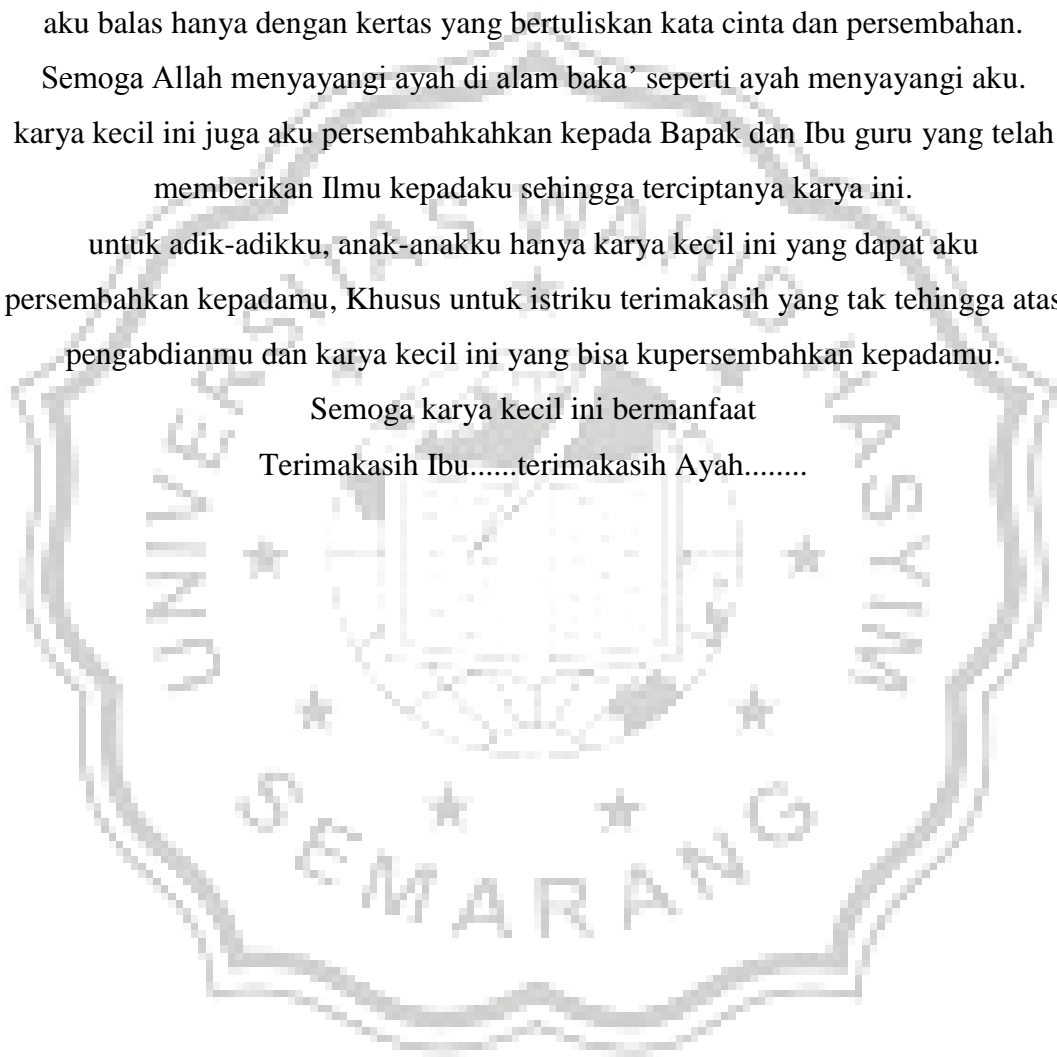 aku balas hanya dengan kertas yang bertuliskan kata cinta dan persembahan.
Semoga Allah menyayangi ayah di alam baka’ seperti ayah menyayangi aku.
karya kecil ini juga aku persembahkahkan kepada Bapak dan Ibu guru yang telah
memberikan Ilmu kepadaku sehingga terciptanya karya ini.
untuk adik-adikku, anak-anakku hanya karya kecil ini yang dapat aku
persembahkan kepadamu, Khusus untuk istriku terimakasih yang tak tehingga atas
pengabdianmu dan karya kecil ini yang bisa kupersembahkan kepadamu.
Semoga karya kecil ini bermanfaat
Terimakasih Ibu......terimakasih Ayah........
UNIVERSITAS WAHID HASYIM
SEMARANG